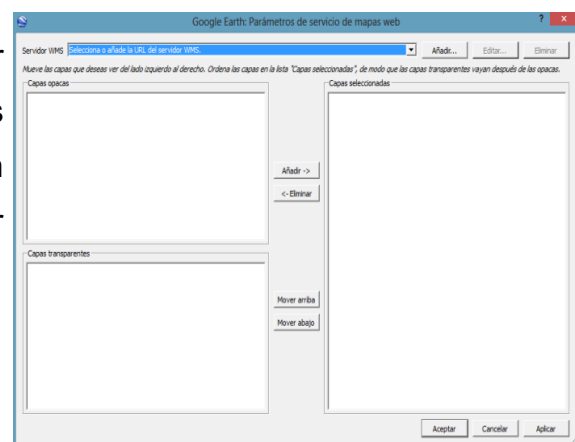 Google Earth: Parámetros de servicio de mapas web
Servidor WMS Selecciona o añade la URL del servidor WMS. Añadir... Editar... Eliminar
Mueve las capas que deseas ver del lado izquierdo al derecho. Ordena las capas en la lista "Capas seleccionadas", de modo que las capas transparentes vayan después de las opacas.
Capas opacas Capas seleccionadas
Añadir ->
<- Eliminar
Capas transparentes
Mover arriba
Mover abajo
Aceptar Cancelar Aplicar